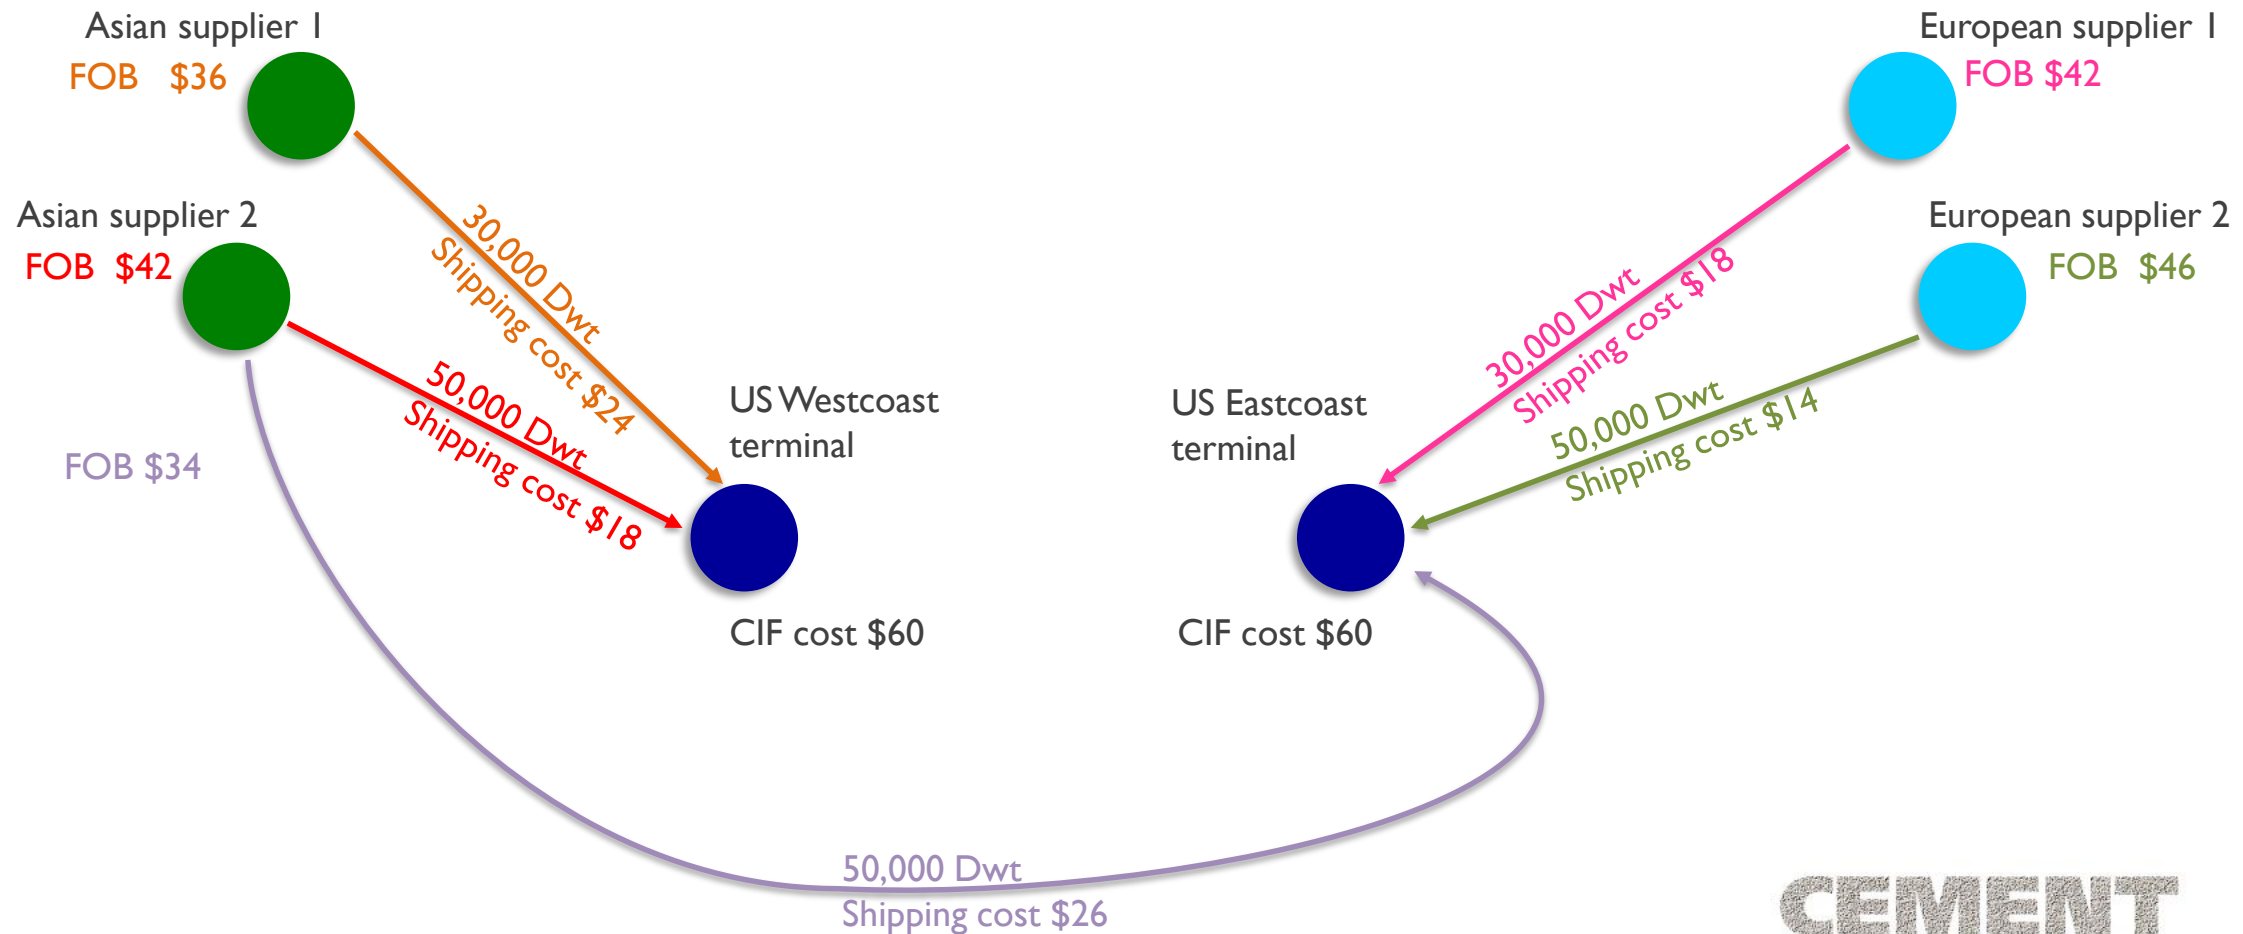 Asian supplier 1
FOB $36
European supplier 1
FOB $42
Asian supplier 2
FOB $42
European supplier 2
FOB $46
30,000 Dwt
Shipping cost $24
50,000 Dwt
Shipping cost $18
30,000 Dwt
Shipping cost $18
50,000 Dwt
Shipping cost $14
US Westcoast
terminal
US Eastcoast
terminal
FOB $34
CIF cost $60
CIF cost $60
50,000 Dwt
Shipping cost $26
CEMENT